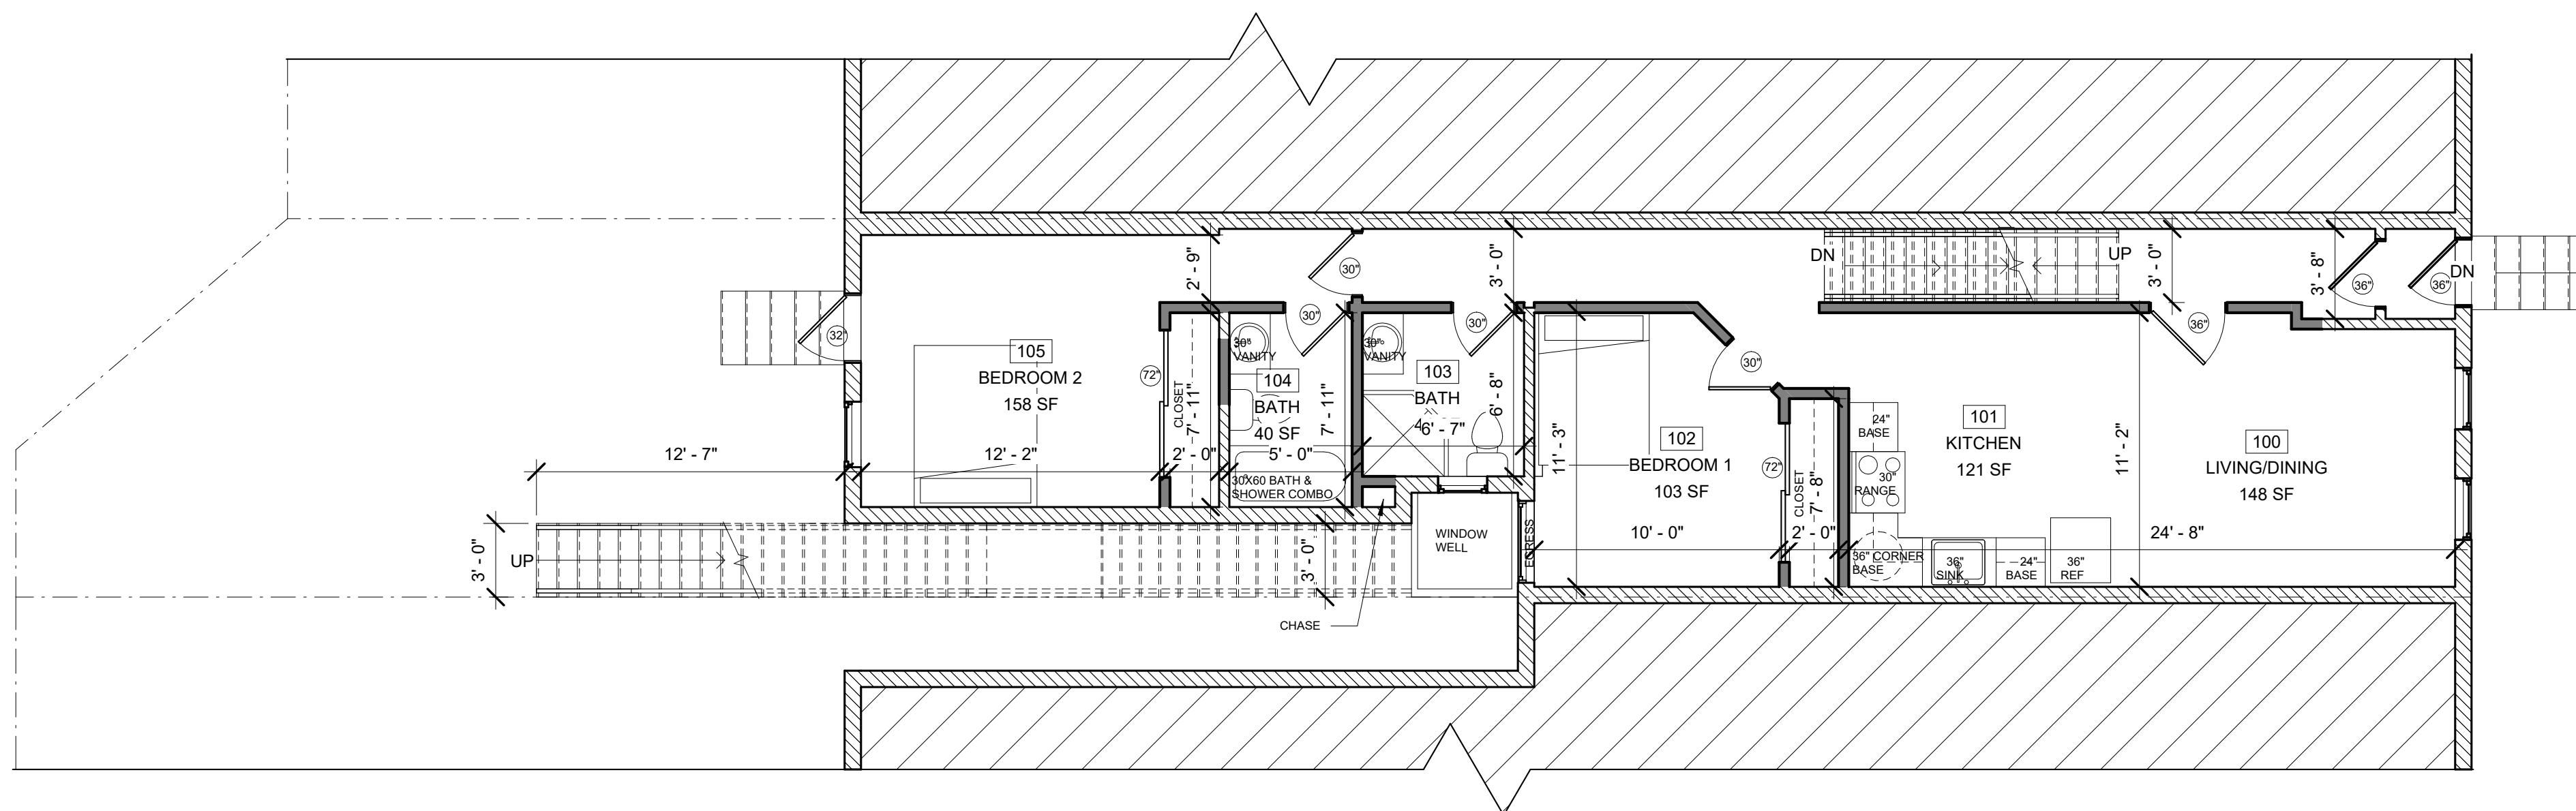 105
BEDROOM 2
158 SF
32"
72"
CLOSET
7' - 11"
2' - 9"
12' - 7"
12' - 2"
2' - 0"
5' - 0"
30"
30"
30"
VANITY
104
BATH
40 SF
7' - 11"
30X60 BATH &
SHOWER COMBO
30"
VANITY
103
BATH
6' - 8"
6' - 7"
30"
3' - 0"
3' - 0"
UP
3' - 0"
CHASE
WINDOW
WELL
EGRESS
11' - 3"
102
BEDROOM 1
103 SF
10' - 0"
30"
72"
CLOSET
7' - 8"
2' - 0"
DN
UP
3' - 0"
3' - 8"
36"
36"
36"
DN
24"
BASE
30"
RANGE
36" CORNER
BASE
36"
SINK
24"
BASE
36"
REF
101
KITCHEN
121 SF
11' - 2"
100
LIVING/DINING
148 SF
24' - 8"